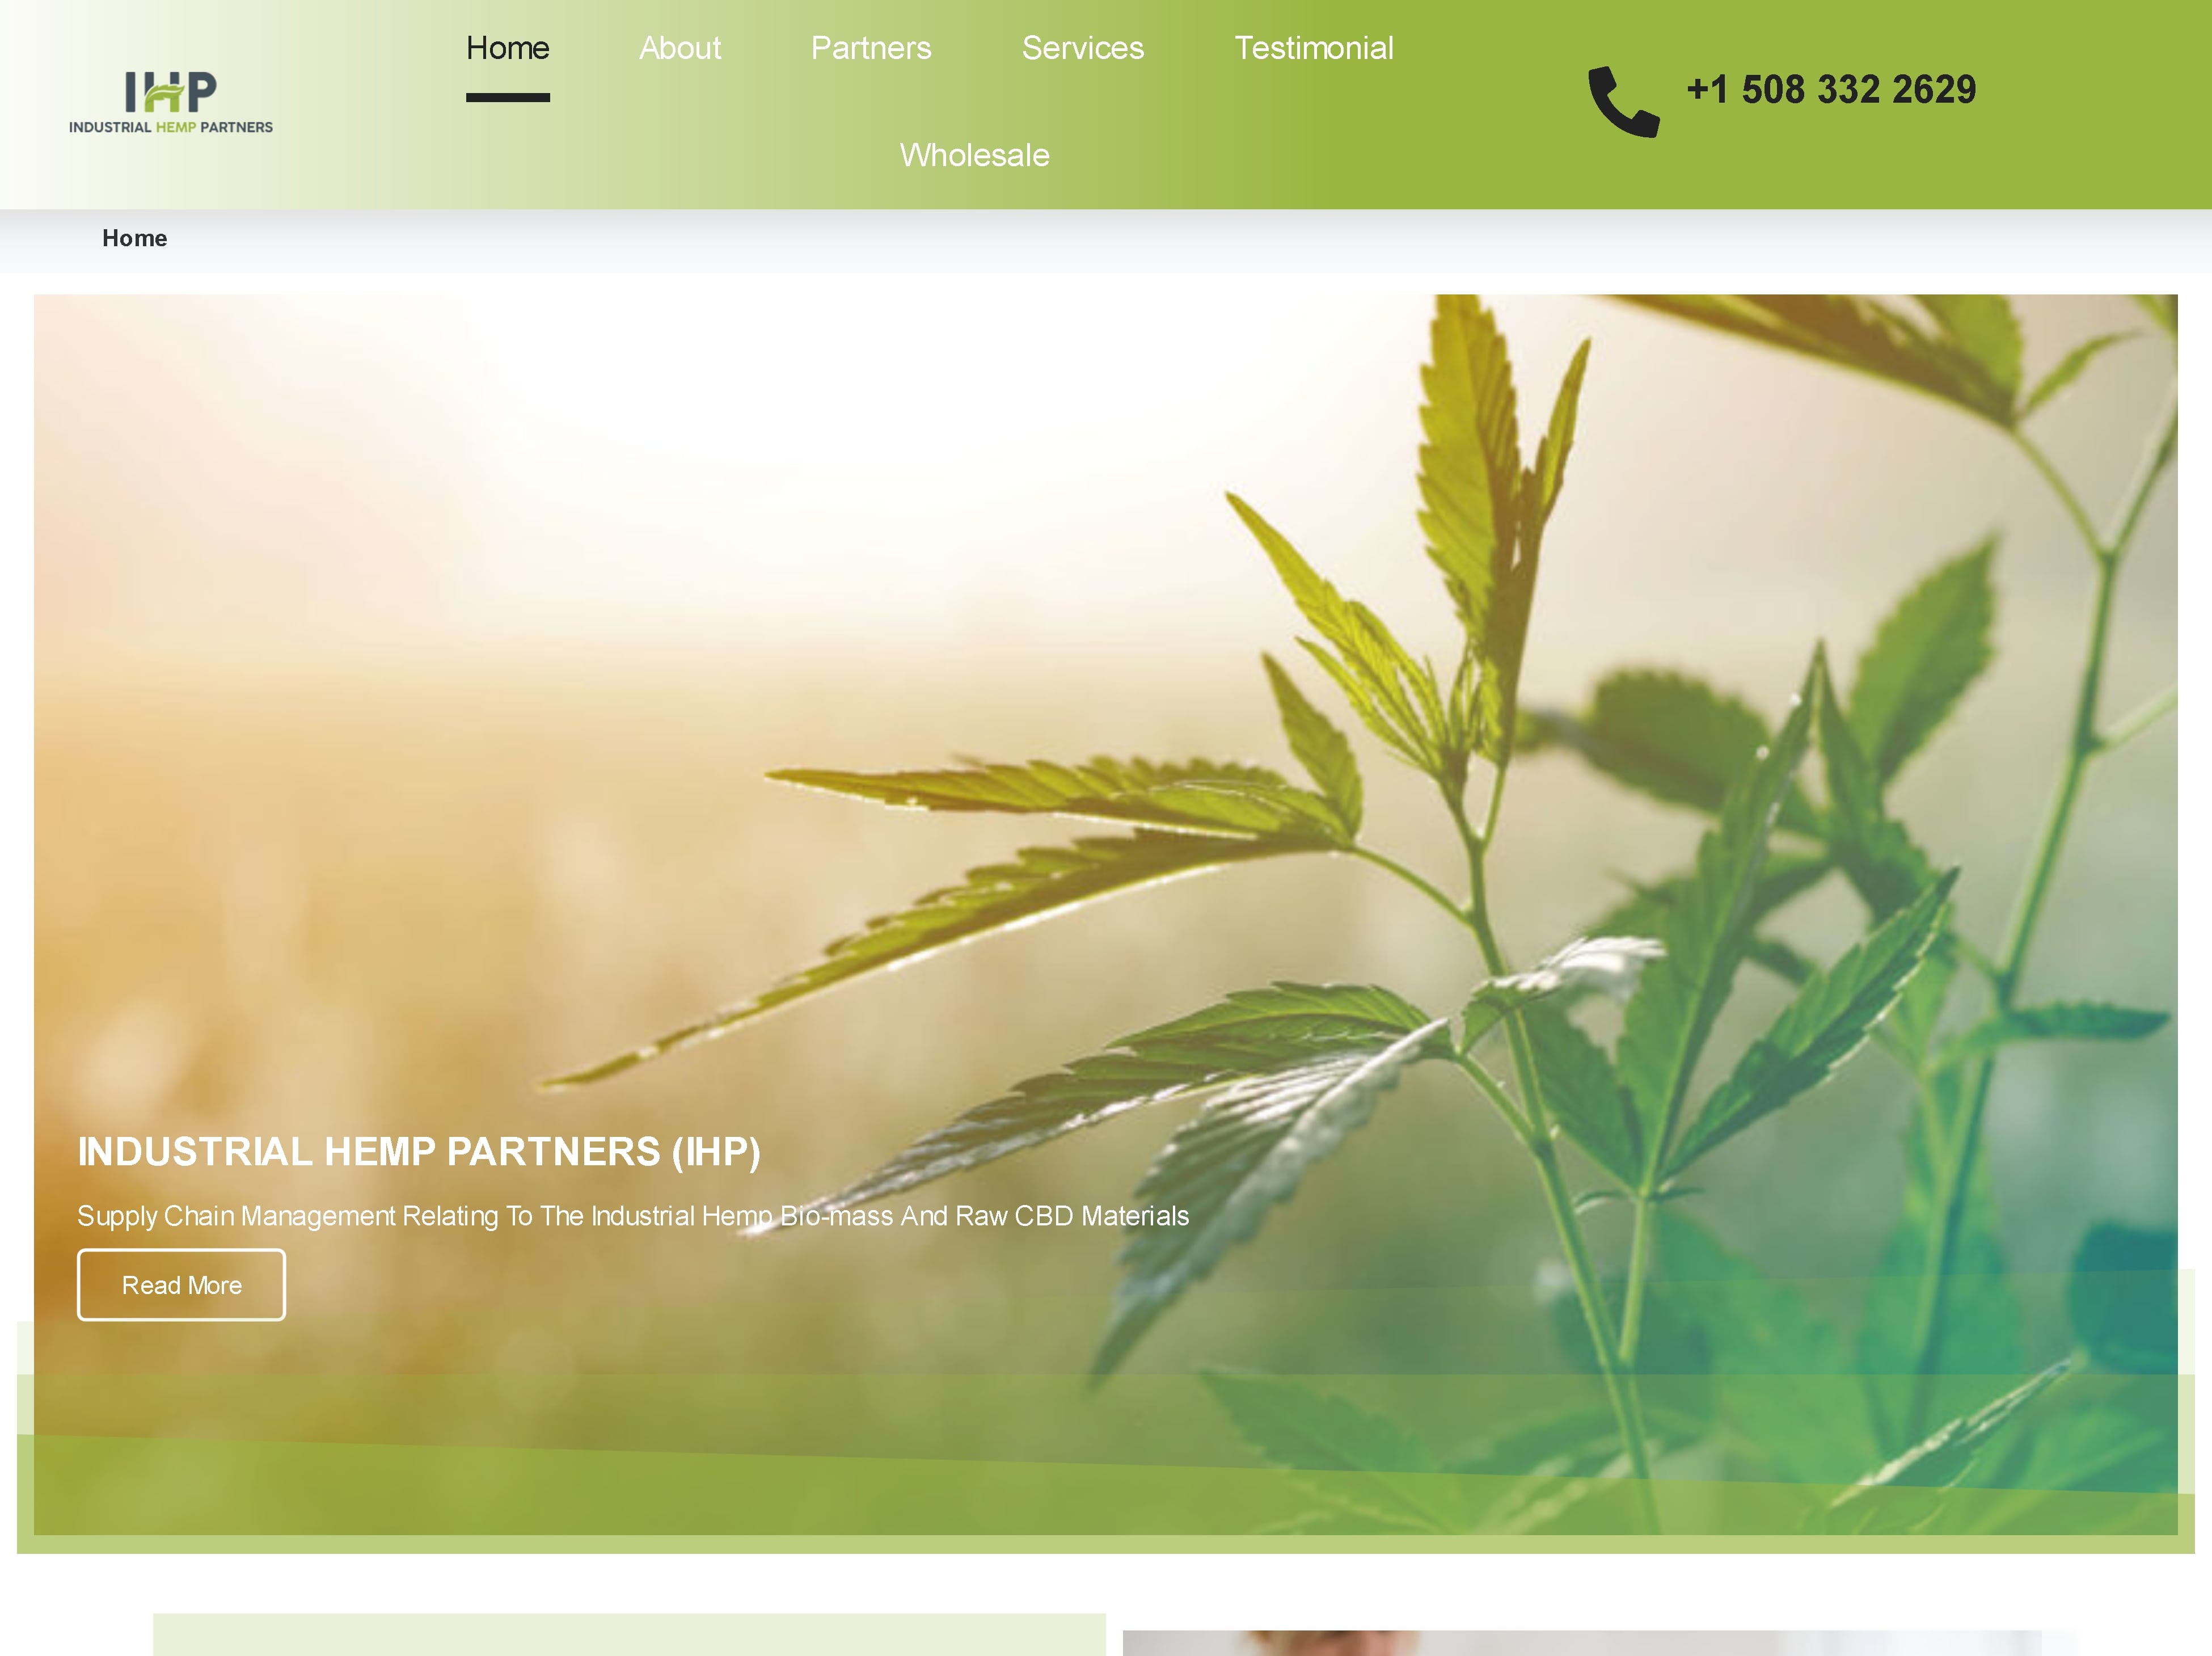 IHP
INDUSTRIAL HEMP PARTNERS
Home
About
Partners
Services
Testimonial
Wholesale
+1 508 332 2629
Home
INDUSTRIAL HEMP PARTNERS (IHP)
Supply Chain Management Relating To The Industrial Hemp Bio-mass And Raw CBD Materials
Read More